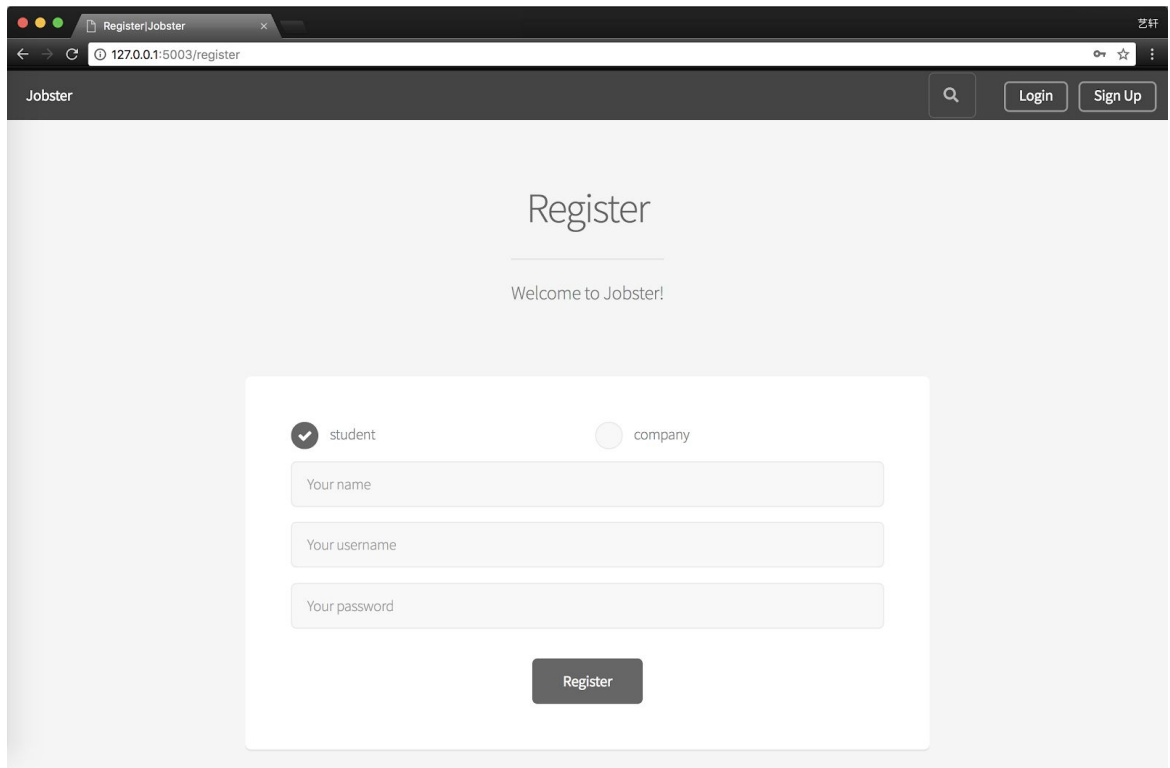 Register|Jobster
艺轩
127.0.0.1:5003/register
Jobster
Login
Sign Up
Register
Welcome to Jobster!
student
company
Your name
Your username
Your password
Register